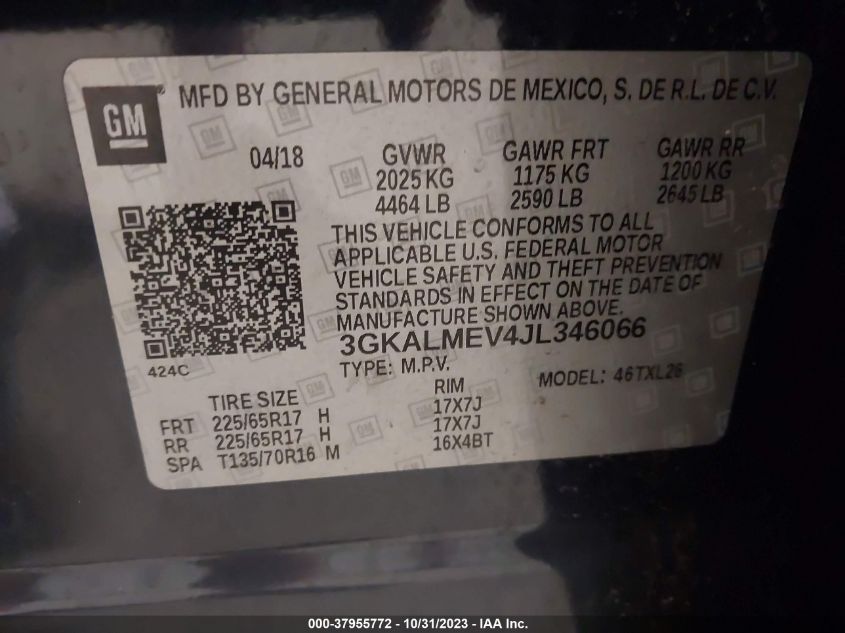 GM
MFD BY GENERAL MOTORS DE MEXICO, S. DE R.L. DE C.V.
04/18
GVWR GAWR FRT GAWR RR
2025 KG 1175 KG 1200 KG
4464 LB 2590 LB 2645 LB
THIS VEHICLE CONFORMS TO ALL
APPLICABLE U.S. FEDERAL MOTOR
VEHICLE SAFETY AND THEFT PREVENTION
STANDARDS IN EFFECT ON THE DATE OF
MANUFACTURE SHOWN ABOVE.
3GKALMEV4JL346066
424C
TYPE: M.P.V. MODEL: 46TXL26
TIRE SIZE RIM
FRT 225/65R17 H 17X7J
RR 225/65R17 H 17X7J
SPA T135/70R16 M 16X4BT
000-37955772 - 10/31/2023 - IAA Inc.